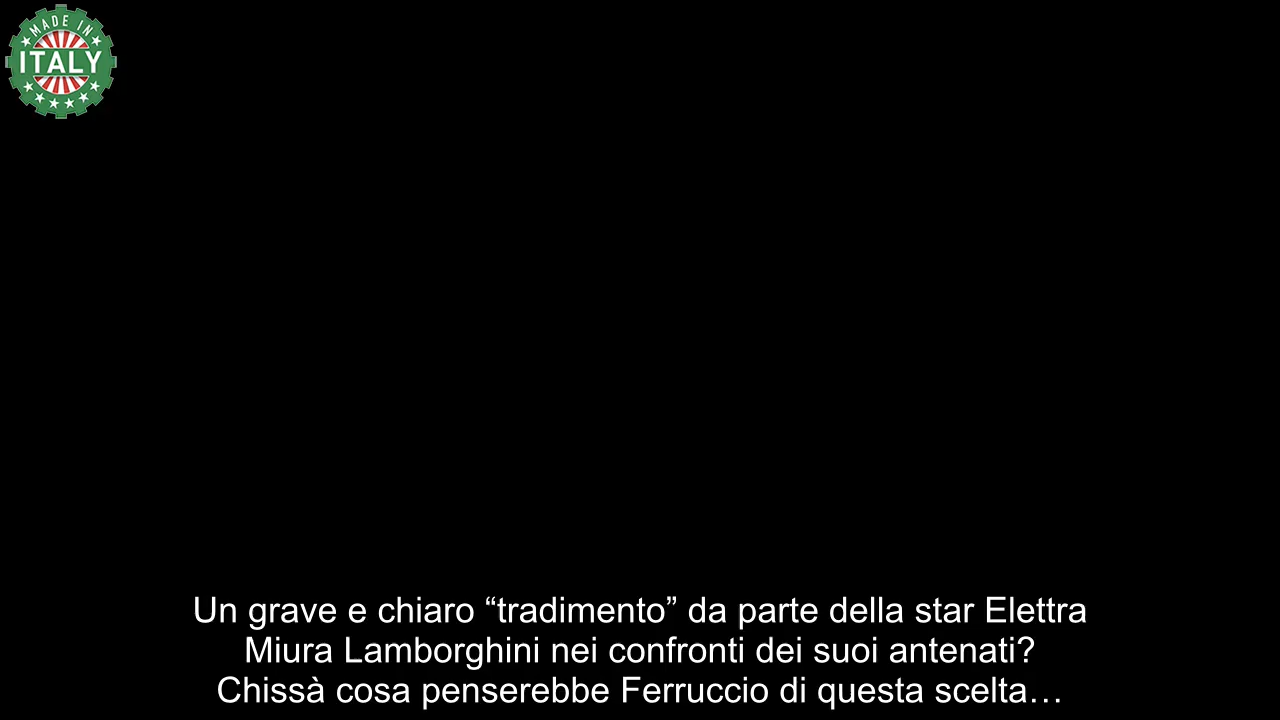 MADE IN
ITALY
Un grave e chiaro “tradimento” da parte della star Elettra
Miura Lamborghini nei confronti dei suoi antenati?
Chissà cosa penserebbe Ferruccio di questa scelta…